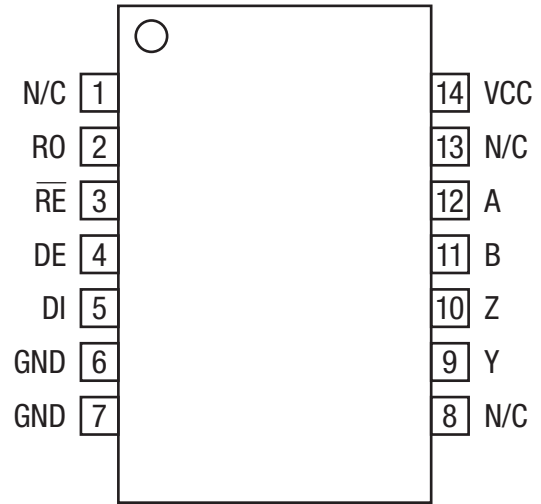 N/C 1 14 VCC
RO 2 13 N/C
R̅E̅ 3 12 A
DE 4 11 B
DI 5 10 Z
GND 6 9 Y
GND 7 8 N/C